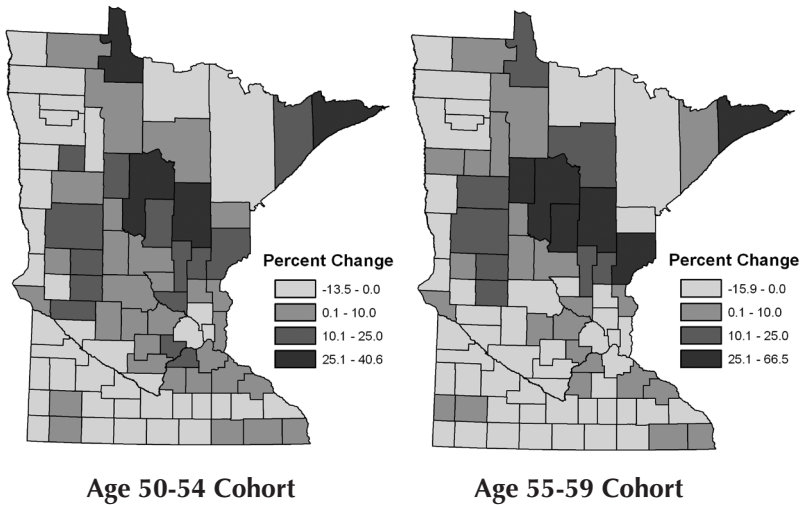 Percent Change
-13.5 - 0.0
0.1 - 10.0
10.1 - 25.0
25.1 - 40.6
Age 50-54 Cohort
Percent Change
-15.9 - 0.0
0.1 - 10.0
10.1 - 25.0
25.1 - 66.5
Age 55-59 Cohort